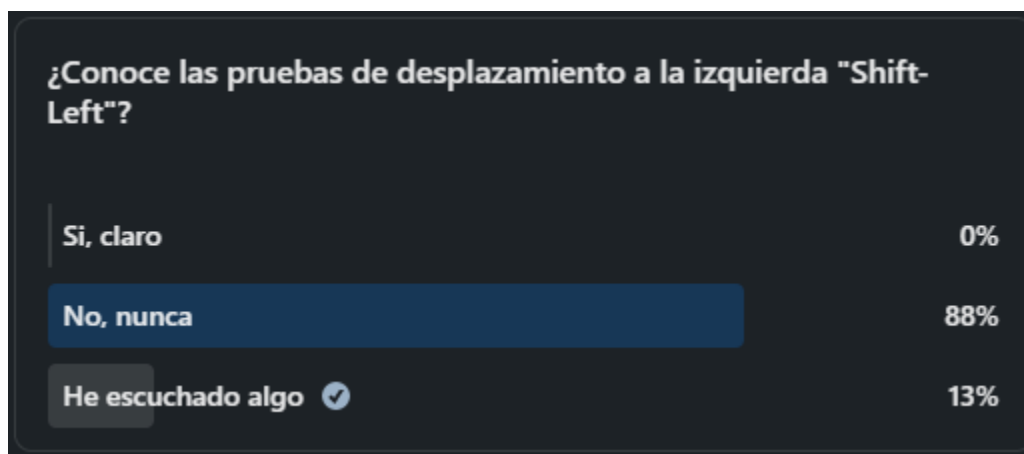 ¿Conoce las pruebas de desplazamiento a la izquierda "Shift-
Left"?
Si, claro 0%
No, nunca 88%
He escuchado algo 13%